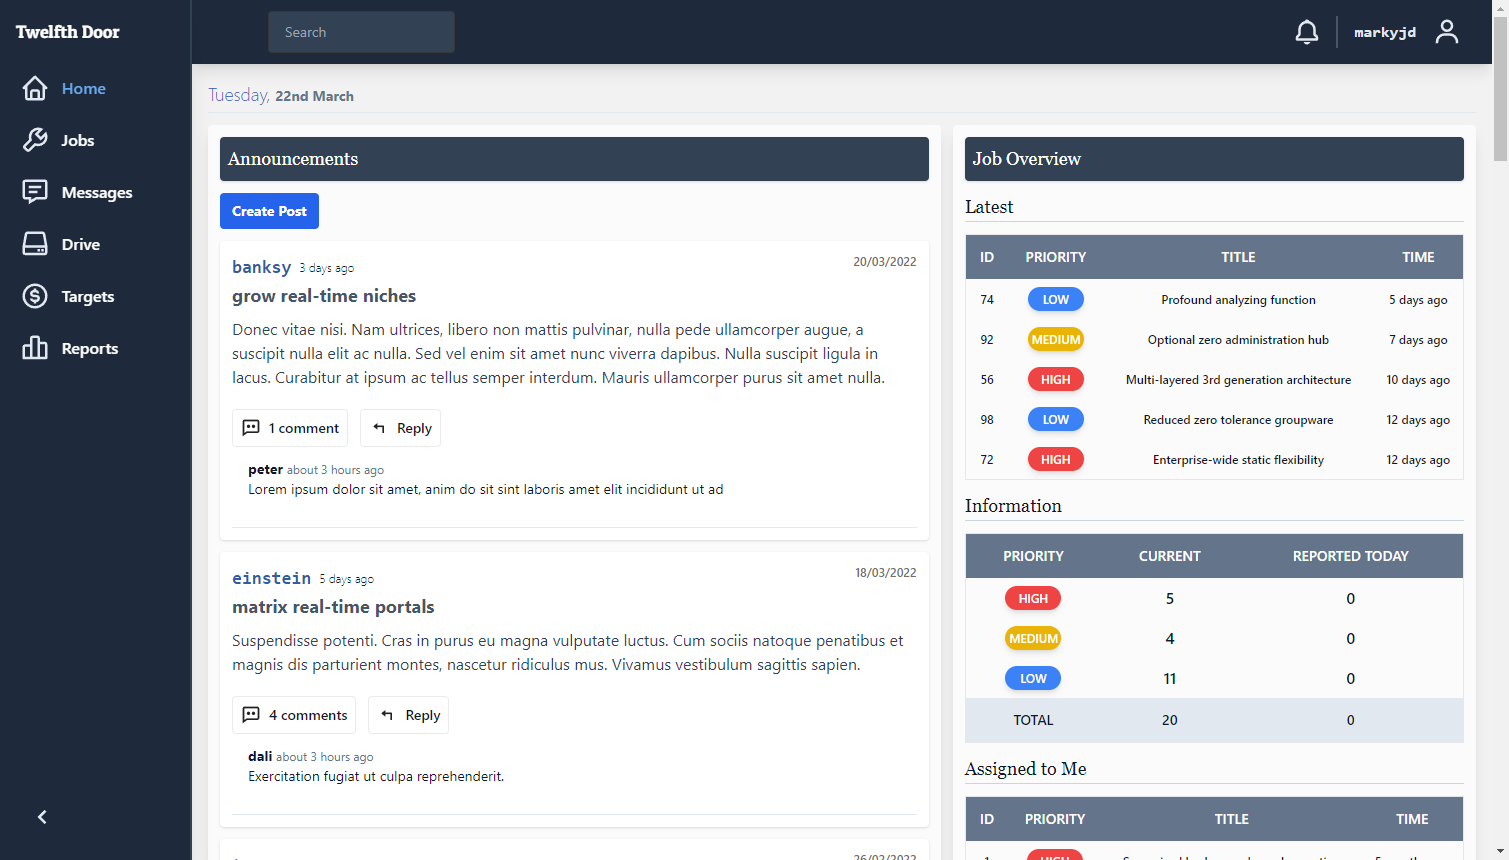 Twelfth Door
Search
markyjd
Home
Jobs
Messages
Drive
Targets
Reports
Tuesday, 22nd March
Announcements
Create Post
banksy 3 days ago 20/03/2022
grow real-time niches
Donec vitae nisi. Nam ultrices, libero non mattis pulvinar, nulla pede ullamcorper augue, a
suscipit nulla elit ac nulla. Sed vel enim sit amet nunc viverra dapibus. Nulla suscipit ligula in
lacus. Curabitur at ipsum ac tellus semper interdum. Mauris ullamcorper purus sit amet nulla.
1 comment Reply
peter about 3 hours ago
Lorem ipsum dolor sit amet, anim do sit sint laboris amet elit incididunt ut ad
einstein 5 days ago 18/03/2022
matrix real-time portals
Suspendisse potenti. Cras in purus eu magna vulputate luctus. Cum sociis natoque penatibus et
magnis dis parturient montes, nascetur ridiculus mus. Vivamus vestibulum sagittis sapien.
4 comments Reply
dali about 3 hours ago
Exercitation fugiat ut culpa reprehenderit.
26/02/2022
Job Overview
Latest
ID PRIORITY TITLE TIME
74 LOW Profound analyzing function 5 days ago
92 MEDIUM Optional zero administration hub 7 days ago
56 HIGH Multi-layered 3rd generation architecture 10 days ago
98 LOW Reduced zero tolerance groupware 12 days ago
72 HIGH Enterprise-wide static flexibility 12 days ago
Information
PRIORITY CURRENT REPORTED TODAY
HIGH 5 0
MEDIUM 4 0
LOW 11 0
TOTAL 20 0
Assigned to Me
ID PRIORITY TITLE TIME
HIGH